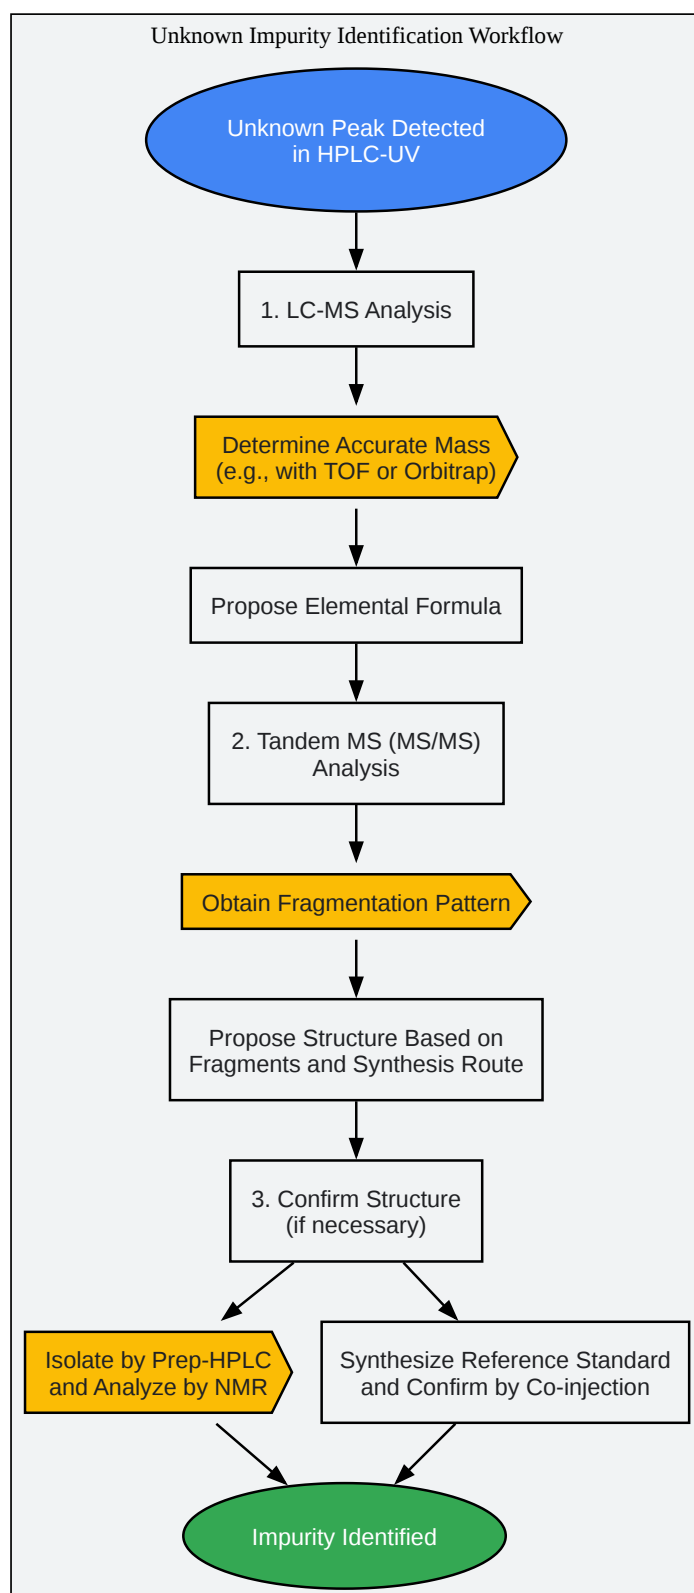 Unknown Impurity Identification Workflow
Unknown Peak Detected
in HPLC-UV
1. LC-MS Analysis
Determine Accurate Mass
(e.g., with TOF or Orbitrap)
Propose Elemental Formula
2. Tandem MS (MS/MS)
Analysis
Obtain Fragmentation Pattern
Propose Structure Based on
Fragments and Synthesis Route
3. Confirm Structure
(if necessary)
Isolate by Prep-HPLC
and Analyze by NMR
Synthesize Reference Standard
and Confirm by Co-injection
Impurity Identified